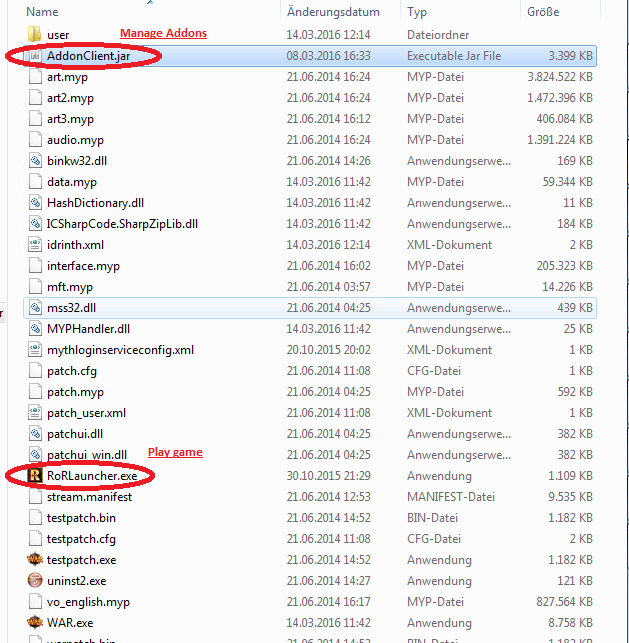 Name Änderungsdatum Typ Größe
user Manage Addons 14.03.2016 12:14 Dateiordner
AddonClient.jar 08.03.2016 16:33 Executable Jar File 3.399 KB
art.myp 21.06.2014 14:26 MYP-Datei 3.824.522 KB
art2.myp 21.06.2014 14:26 MYP-Datei 1.472.396 KB
art3.myp 21.06.2014 16:12 MYP-Datei 406.084 KB
audio.myp 21.06.2014 14:26 MYP-Datei 1.391.224 KB
binkw32.dll 21.06.2014 14:26 Anwendungserwe... 169 KB
data.myp 14.03.2016 11:42 MYP-Datei 59.344 KB
HashDictionary.dll 14.03.2016 11:42 Anwendungserwe... 11 KB
ICSharpCode.SharpZipLib.dll 14.03.2016 11:42 Anwendungserwe... 184 KB
idrinth.xml 14.03.2016 12:14 XML-Dokument 2 KB
interface.myp 21.06.2014 16:02 MYP-Datei 205.323 KB
mft.myp 21.06.2014 03:57 MYP-Datei 14.226 KB
mss32.dll 21.06.2014 04:25 Anwendungserwe... 439 KB
MYPHandler.dll 14.03.2016 11:42 Anwendungserwe... 25 KB
mythloginserviceconfig.xml 20.10.2015 20:02 XML-Dokument 1 KB
patch.cfg 21.06.2014 11:08 CFG-Datei 1 KB
patch.myp 21.06.2014 04:25 MYP-Datei 592 KB
patch_user.xml 21.06.2014 11:08 XML-Dokument 1 KB
patchui.dll 21.06.2014 04:25 Anwendungserwe... 382 KB
patchui_win.dll Play game 21.06.2014 04:25 Anwendungserwe... 382 KB
RoRLauncher.exe 30.10.2015 21:29 Anwendung 1.109 KB
stream.manifest 21.06.2014 12:53 MANIFEST-Datei 9.535 KB
testpatch.bin 21.06.2014 14:52 BIN-Datei 1.182 KB
testpatch.cfg 21.06.2014 11:08 CFG-Datei 2 KB
testpatch.exe 21.06.2014 14:52 Anwendung 1.182 KB
uninst2.exe 21.06.2014 14:27 Anwendung 121 KB
vo_english.myp 21.06.2014 16:16 MYP-Datei 827.564 KB
WAR.exe 14.03.2016 11:42 Anwendung 8.758 KB